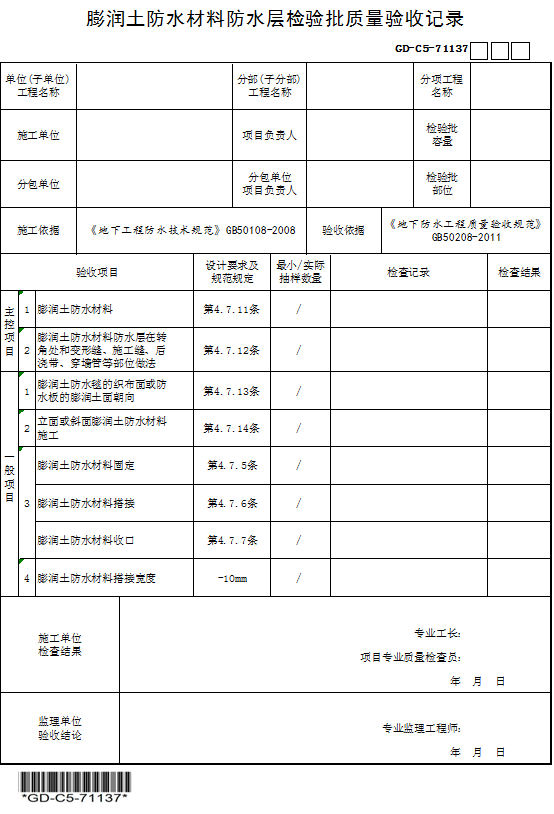 膨润土防水材料防水层检验批质量验收记录
GD-C5-71137
单位(子单位)
工程名称
分部(子分部)
工程名称
分项工程
名称
施工单位
项目负责人
检验批
容量
分包单位
分包单位
项目负责人
检验批
部位
施工依据
《地下工程防水技术规范》GB50108-2008
验收依据
《地下防水工程质量验收规范》
GB50208-2011
验收项目
设计要求及
规范规定
最小/实际
抽样数量
检查记录
检查结果
主控项目
1
膨润土防水材料
第4.7.11条
/
2
膨润土防水材料防水层在转
角处和变形缝、施工缝、后
浇带、穿墙管等部位做法
第4.7.12条
/
一般项目
1
膨润土防水毯的织布面或防
水板的膨润土面朝向
第4.7.13条
/
2
立面或斜面膨润土防水材料
施工
第4.7.14条
/
3
膨润土防水材料固定
第4.7.5条
/
膨润土防水材料搭接
第4.7.6条
/
膨润土防水材料收口
第4.7.7条
/
4
膨润土防水材料搭接宽度
-10mm
/
施工单位
检查结果
专业工长:
项目专业质量检查员:
年 月 日
监理单位
验收结论
专业监理工程师:
年 月 日
*GD-C5-71137*